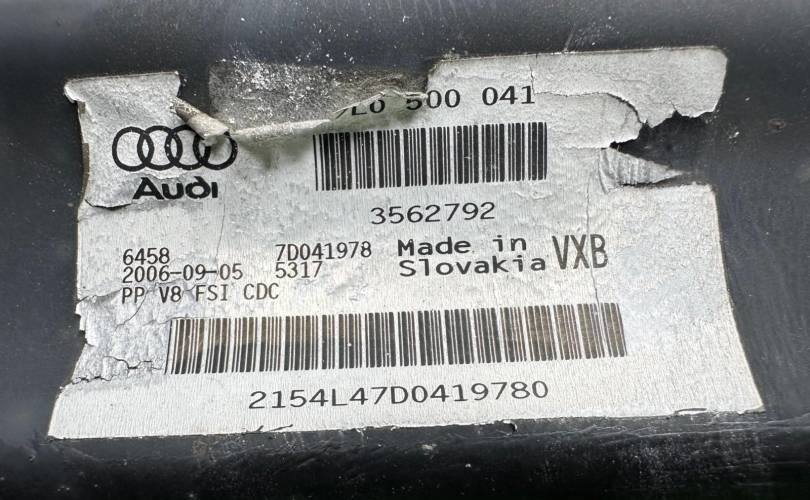 L0 500 041
Audi
3562792
6458 7D041978 Made in
2006-09-05 5317 Slovakia VXB
PP V8 FSI CDC
2154L47D0419780